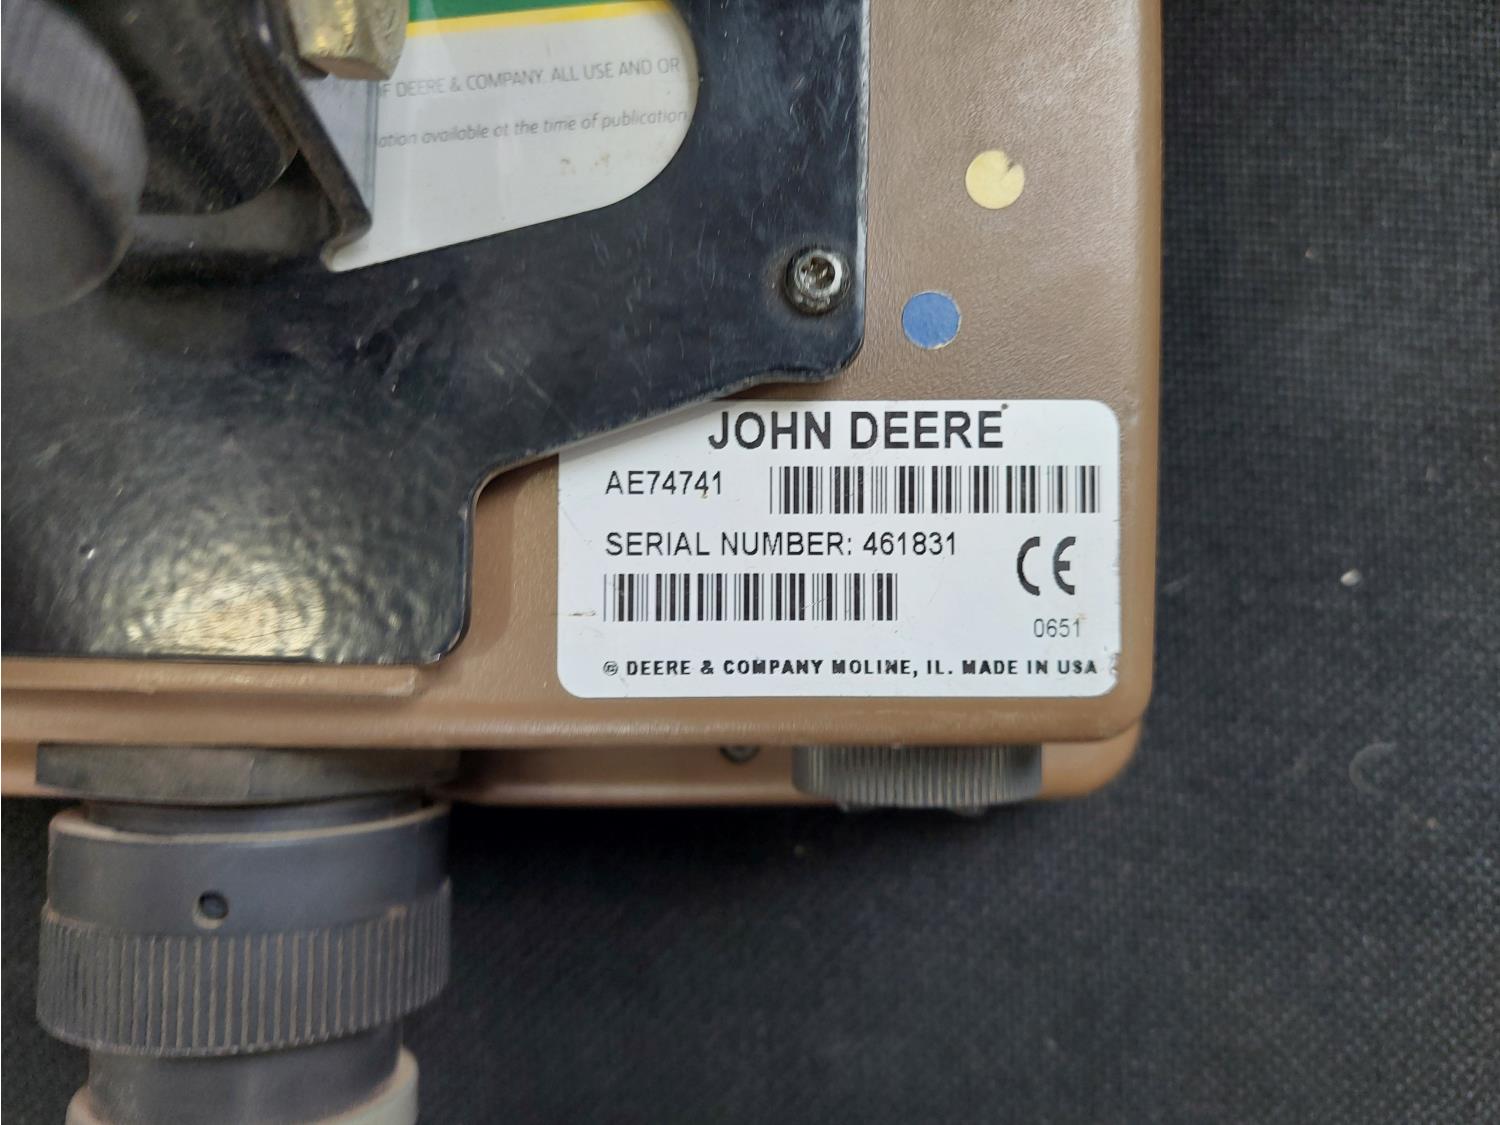 F DEERE & COMPANY. ALL USE AND OR
ation available at the time of publication
JOHN DEERE
AE74741
SERIAL NUMBER: 461831
CE
0651
© DEERE & COMPANY MOLINE, IL. MADE IN USA